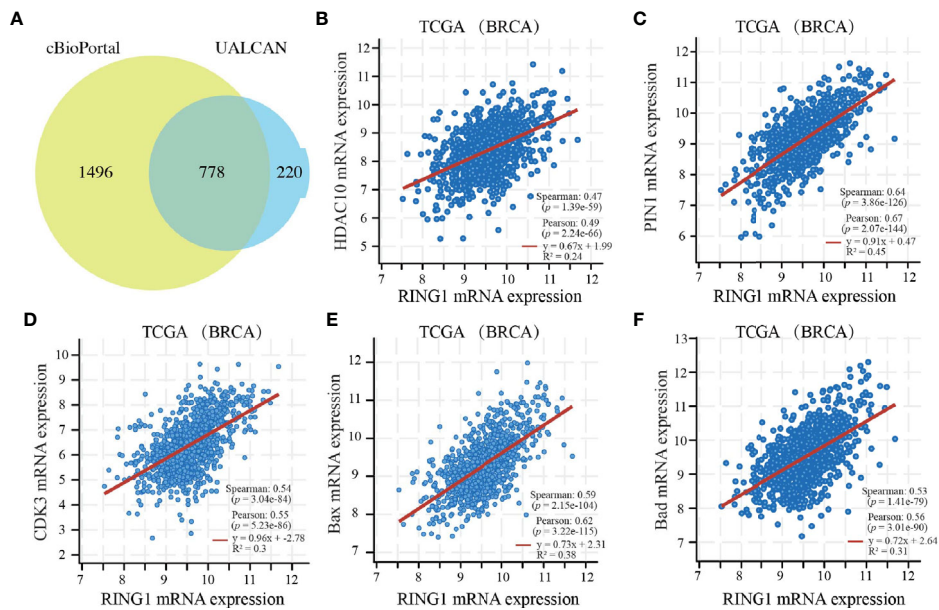 A
cBioPortal
UALCAN
1496
778
220
B
TCGA (BRCA)
HDAC10 mRNA expression
12
11
10
9
8
7
6
5
Spearman: 0.47
(p = 1.39e-59)
Pearson: 0.49
(p = 2.24e-66)
y = 0.67x + 1.99
R² = 0.24
7 8 9 10 11 12
RING1 mRNA expression
C
TCGA (BRCA)
PIN1 mRNA expression
12
11
10
9
8
7
6
Spearman: 0.64
(p = 3.86e-126)
Pearson: 0.67
(p = 2.07e-144)
y = 0.91x + 0.47
R² = 0.45
7 8 9 10 11 12
RING1 mRNA expression
D
TCGA (BRCA)
CDK3 mRNA expression
10
9
8
7
6
5
4
3
2
Spearman: 0.54
(p = 3.04e-84)
Pearson: 0.55
(p = 5.23e-86)
y = 0.96x + -2.78
R² = 0.3
7 8 9 10 11 12
RING1 mRNA expression
E
TCGA (BRCA)
Bax mRNA expression
12
11
10
9
8
7
Spearman: 0.59
(p = 2.15e-104)
Pearson: 0.62
(p = 3.22e-115)
y = 0.73x + 2.31
R² = 0.38
7 8 9 10 11 12
RING1 mRNA expression
F
TCGA (BRCA)
Bad mRNA expression
12
11
10
9
8
7
Spearman: 0.53
(p = 1.41e-79)
Pearson: 0.56
(p = 3.01e-90)
y = 0.72x + 2.64
R² = 0.31
7 8 9 10 11 12
RING1 mRNA expression